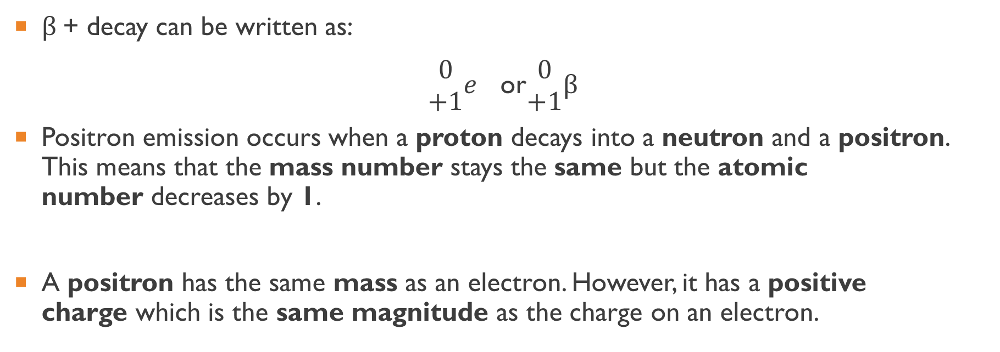 ▪ β + decay can be written as:
0 0
e or β
+1 +1
▪ Positron emission occurs when a proton decays into a neutron and a positron.
This means that the mass number stays the same but the atomic
number decreases by 1.
▪ A positron has the same mass as an electron. However, it has a positive
charge which is the same magnitude as the charge on an electron.